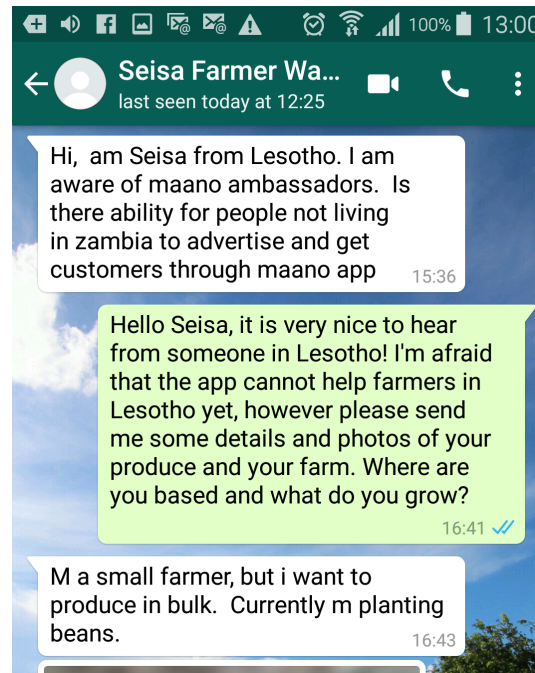 100% 13:00
Seisa Farmer Wa...
last seen today at 12:25
Hi,  am Seisa from Lesotho. I am
aware of maano ambassadors.  Is
there ability for people not living
in zambia to advertise and get
customers through maano app
15:36
Hello Seisa, it is very nice to hear
from someone in Lesotho! I'm afraid
that the app cannot help farmers in
Lesotho yet, however please send
me some details and photos of your
produce and your farm. Where are
you based and what do you grow?
16:41
M a small farmer, but i want to
produce in bulk.  Currently m planting
beans.
16:43